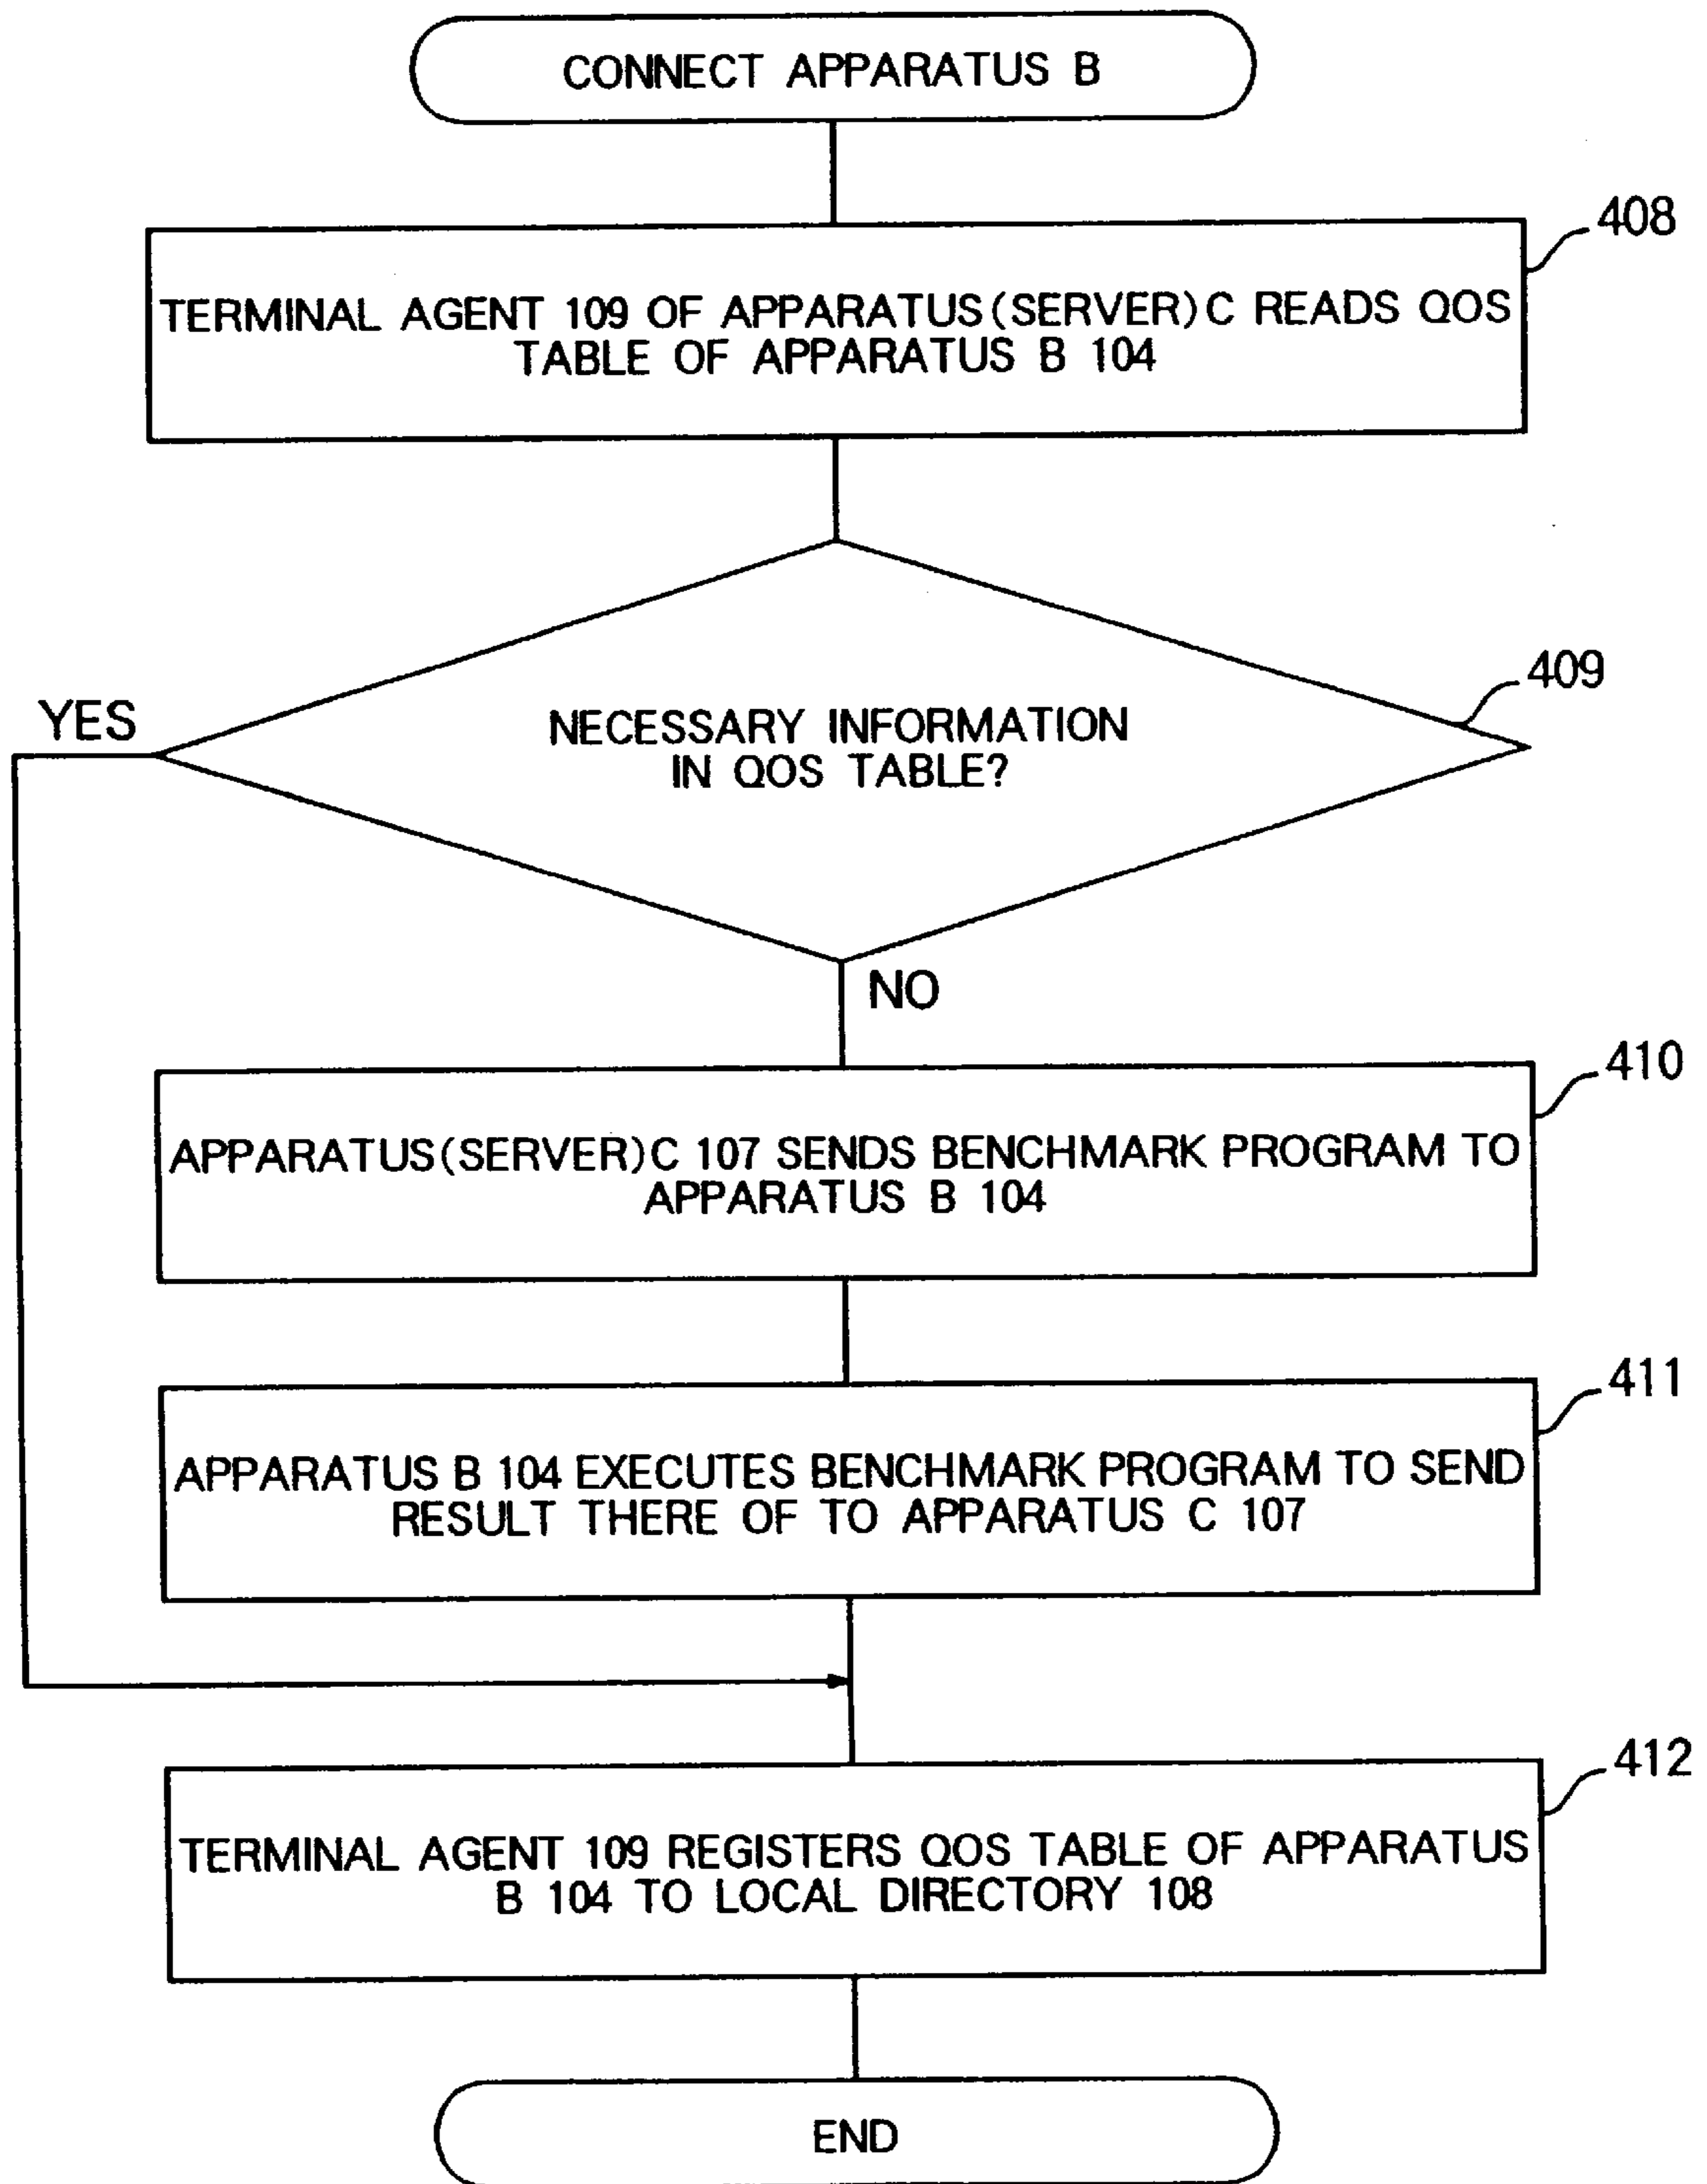 CONNECT APPARATUS B
408
TERMINAL AGENT 109 OF APPARATUS(SERVER)C READS QOS
TABLE OF APPARATUS B 104
409
YES
NECESSARY INFORMATION
IN QOS TABLE?
NO
410
APPARATUS(SERVER)C 107 SENDS BENCHMARK PROGRAM TO
APPARATUS B 104
411
APPARATUS B 104 EXECUTES BENCHMARK PROGRAM TO SEND
RESULT THERE OF TO APPARATUS C 107
412
TERMINAL AGENT 109 REGISTERS QOS TABLE OF APPARATUS
B 104 TO LOCAL DIRECTORY 108
END